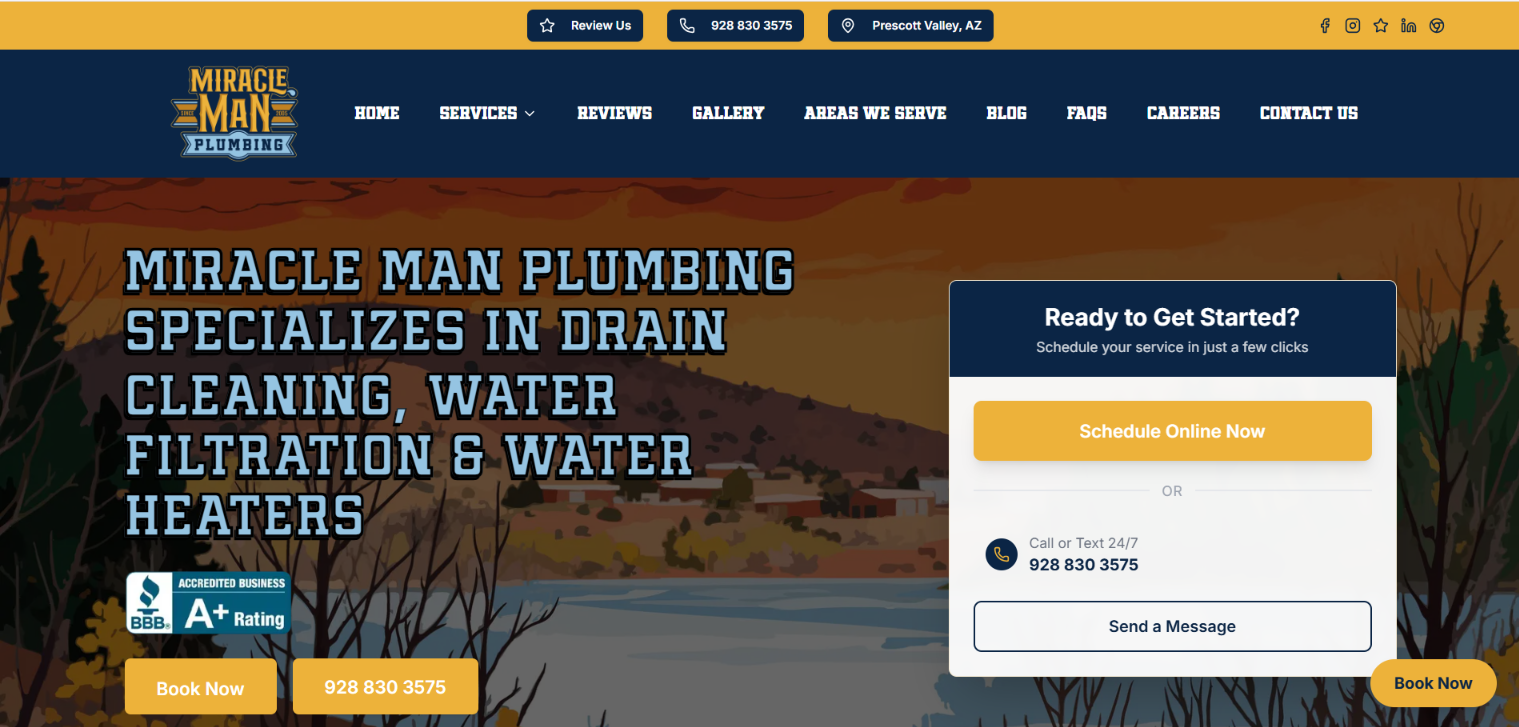 Review Us
928 830 3575
Prescott Valley, AZ
MIRACLE
MAN
PLUMBING
HOME
SERVICES
REVIEWS
GALLERY
AREAS WE SERVE
BLOG
FAQS
CAREERS
CONTACT US
MIRACLE MAN PLUMBING
SPECIALIZES IN DRAIN
CLEANING, WATER
FILTRATION & WATER
HEATERS
BBB
ACCREDITED BUSINESS
A+ Rating
Book Now
928 830 3575
Ready to Get Started?
Schedule your service in just a few clicks
Schedule Online Now
OR
Call or Text 24/7
928 830 3575
Send a Message
Book Now